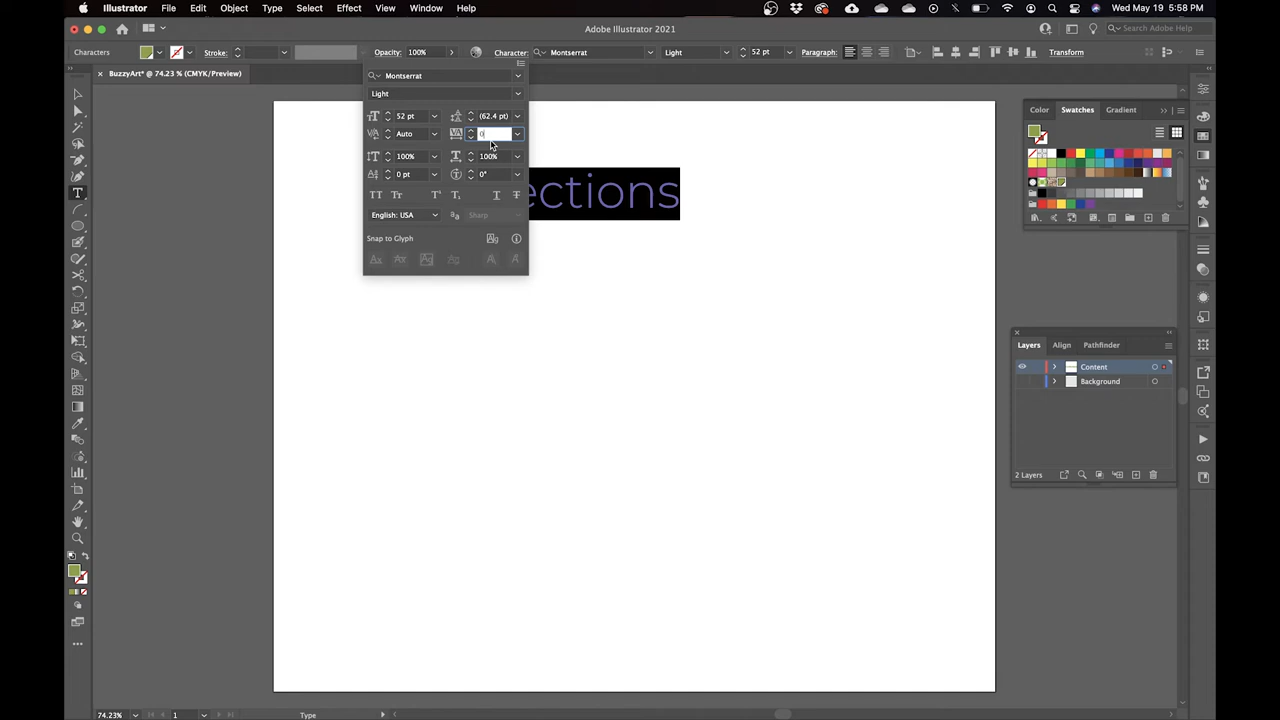 Illustrator File Edit Object Type Select Effect View Window Help Wed May 19 5:58 PM
Adobe Illustrator 2021 Search Adobe Help
Characters Stroke: Opacity: 100% Character: Montserrat Light 52 pt Paragraph: Transform
× BuzzyArt* @ 74.23 % (CMYK/Preview)
Montserrat
Light
52 pt (62.4 pt)
Auto 0
100% 100%
0 pt 0°
English: USA Sharp
Snap to Glyph
ections
Color Swatches Gradient
Layers Align Pathfinder
Content
Background
2 Layers
74.23% 1 Type